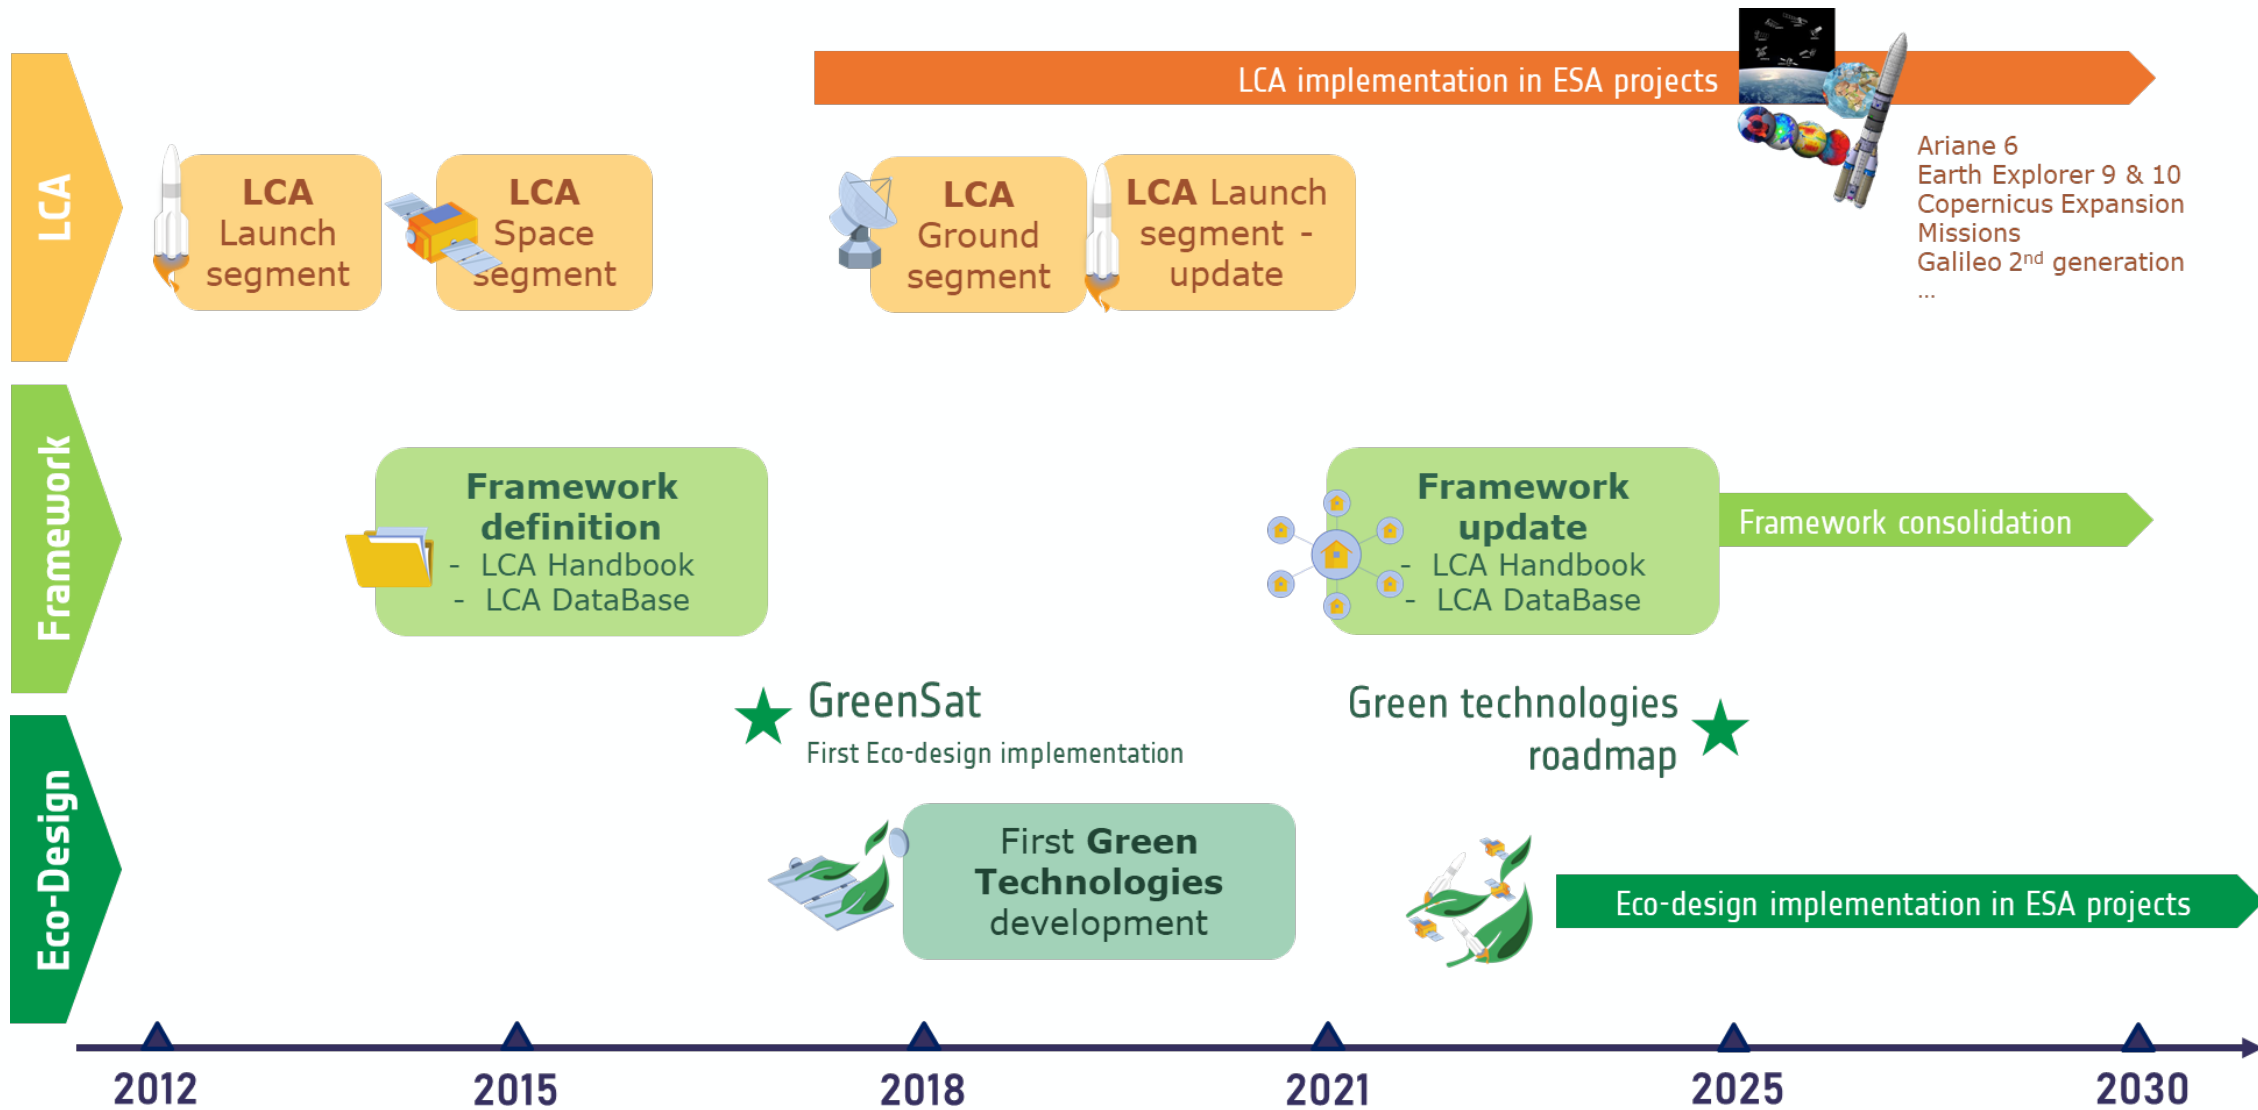 LCA
LCA implementation in ESA projects
LCA
Launch
segment
LCA
Space
segment
LCA
Ground
segment
LCA Launch
segment -
update
Ariane 6
Earth Explorer 9 & 10
Copernicus Expansion
Missions
Galileo 2nd generation
...
Framework
Framework
definition
- LCA Handbook
- LCA DataBase
Framework
update
- LCA Handbook
- LCA DataBase
Framework consolidation
Eco-Design
GreenSat
First Eco-design implementation
Green technologies
roadmap
First Green
Technologies
development
Eco-design implementation in ESA projects
2012
2015
2018
2021
2025
2030